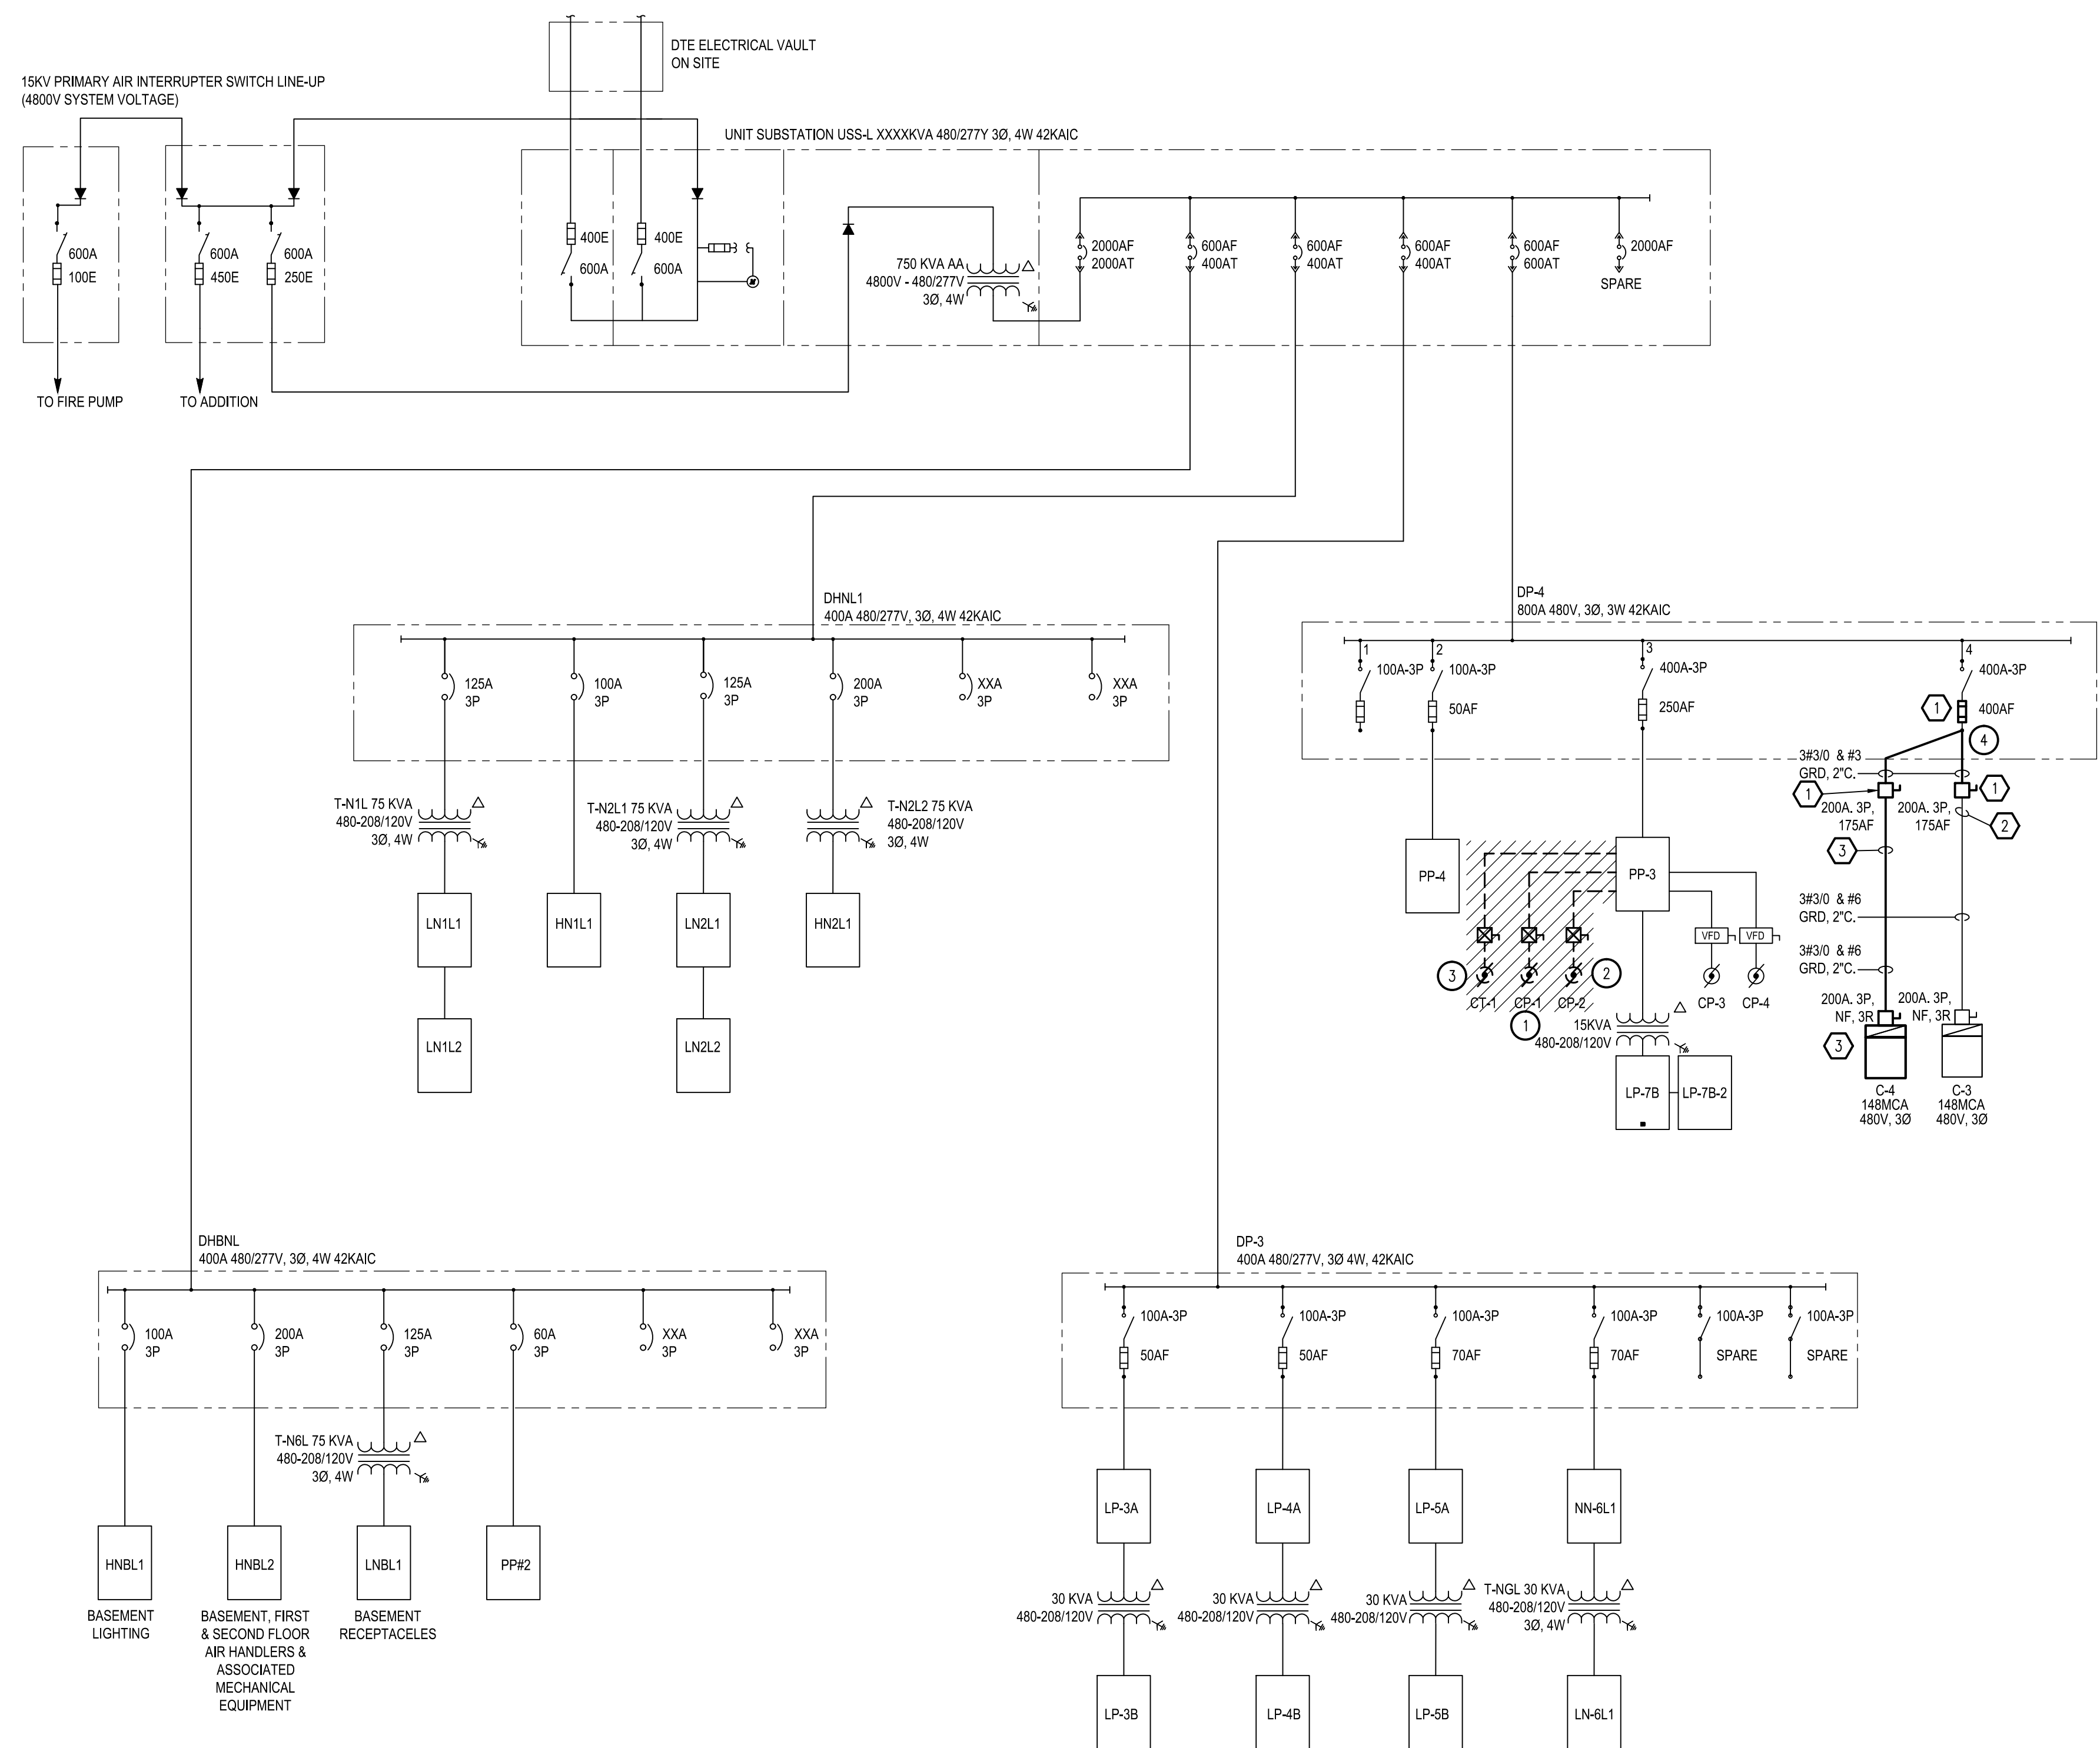 DTE ELECTRICAL VAULT
ON SITE
15KV PRIMARY AIR INTERRUPTER SWITCH LINE-UP
(4800V SYSTEM VOLTAGE)
UNIT SUBSTATION USS-L XXXXKVA 480/277Y 3Ø, 4W 42KAIC
600A
100E
600A
450E
600A
250E
400E
600A
400E
600A
750 KVA AA
4800V - 480/277V
3Ø, 4W
2000AF
2000AT
600AF
400AT
600AF
400AT
600AF
400AT
600AF
600AT
2000AF
SPARE
TO FIRE PUMP
TO ADDITION
DHNL1
400A 480/277V, 3Ø, 4W 42KAIC
125A
3P
100A
3P
125A
3P
200A
3P
XXA
3P
XXA
3P
T-N1L 75 KVA
480-208/120V
3Ø, 4W
T-N2L1 75 KVA
480-208/120V
3Ø, 4W
T-N2L2 75 KVA
480-208/120V
3Ø, 4W
LN1L1
HN1L1
LN2L1
HN2L1
LN1L2
LN2L2
DP-4
800A 480V, 3Ø, 3W 42KAIC
1
100A-3P
2
100A-3P
50AF
3
400A-3P
250AF
4
400A-3P
1
400AF
4
3#3/0 & #3
GRD, 2"C.
1
1
200A. 3P,
175AF
200A. 3P,
175AF
2
3
PP-4
PP-3
3#3/0 & #6
GRD, 2"C.
VFD
VFD
3#3/0 & #6
GRD, 2"C.
3
2
CT-1
CP-1
CP-2
CP-3
CP-4
1
15KVA
480-208/120V
200A. 3P,
NF, 3R
200A. 3P,
NF, 3R
3
LP-7B
LP-7B-2
C-4
148MCA
480V, 3Ø
C-3
148MCA
480V, 3Ø
DHBNL
400A 480/277V, 3Ø, 4W 42KAIC
100A
3P
200A
3P
125A
3P
60A
3P
XXA
3P
XXA
3P
T-N6L 75 KVA
480-208/120V
3Ø, 4W
HNBL1
HNBL2
LNBL1
PP#2
BASEMENT
LIGHTING
BASEMENT, FIRST
& SECOND FLOOR
AIR HANDLERS &
ASSOCIATED
MECHANICAL
EQUIPMENT
BASEMENT
RECEPTACELES
DP-3
400A 480/277V, 3Ø 4W, 42KAIC
100A-3P
50AF
100A-3P
50AF
100A-3P
70AF
100A-3P
70AF
100A-3P
SPARE
100A-3P
SPARE
LP-3A
LP-4A
LP-5A
NN-6L1
30 KVA
480-208/120V
30 KVA
480-208/120V
30 KVA
480-208/120V
T-NGL 30 KVA
480-208/120V
3Ø, 4W
LP-3B
LP-4B
LP-5B
LN-6L1